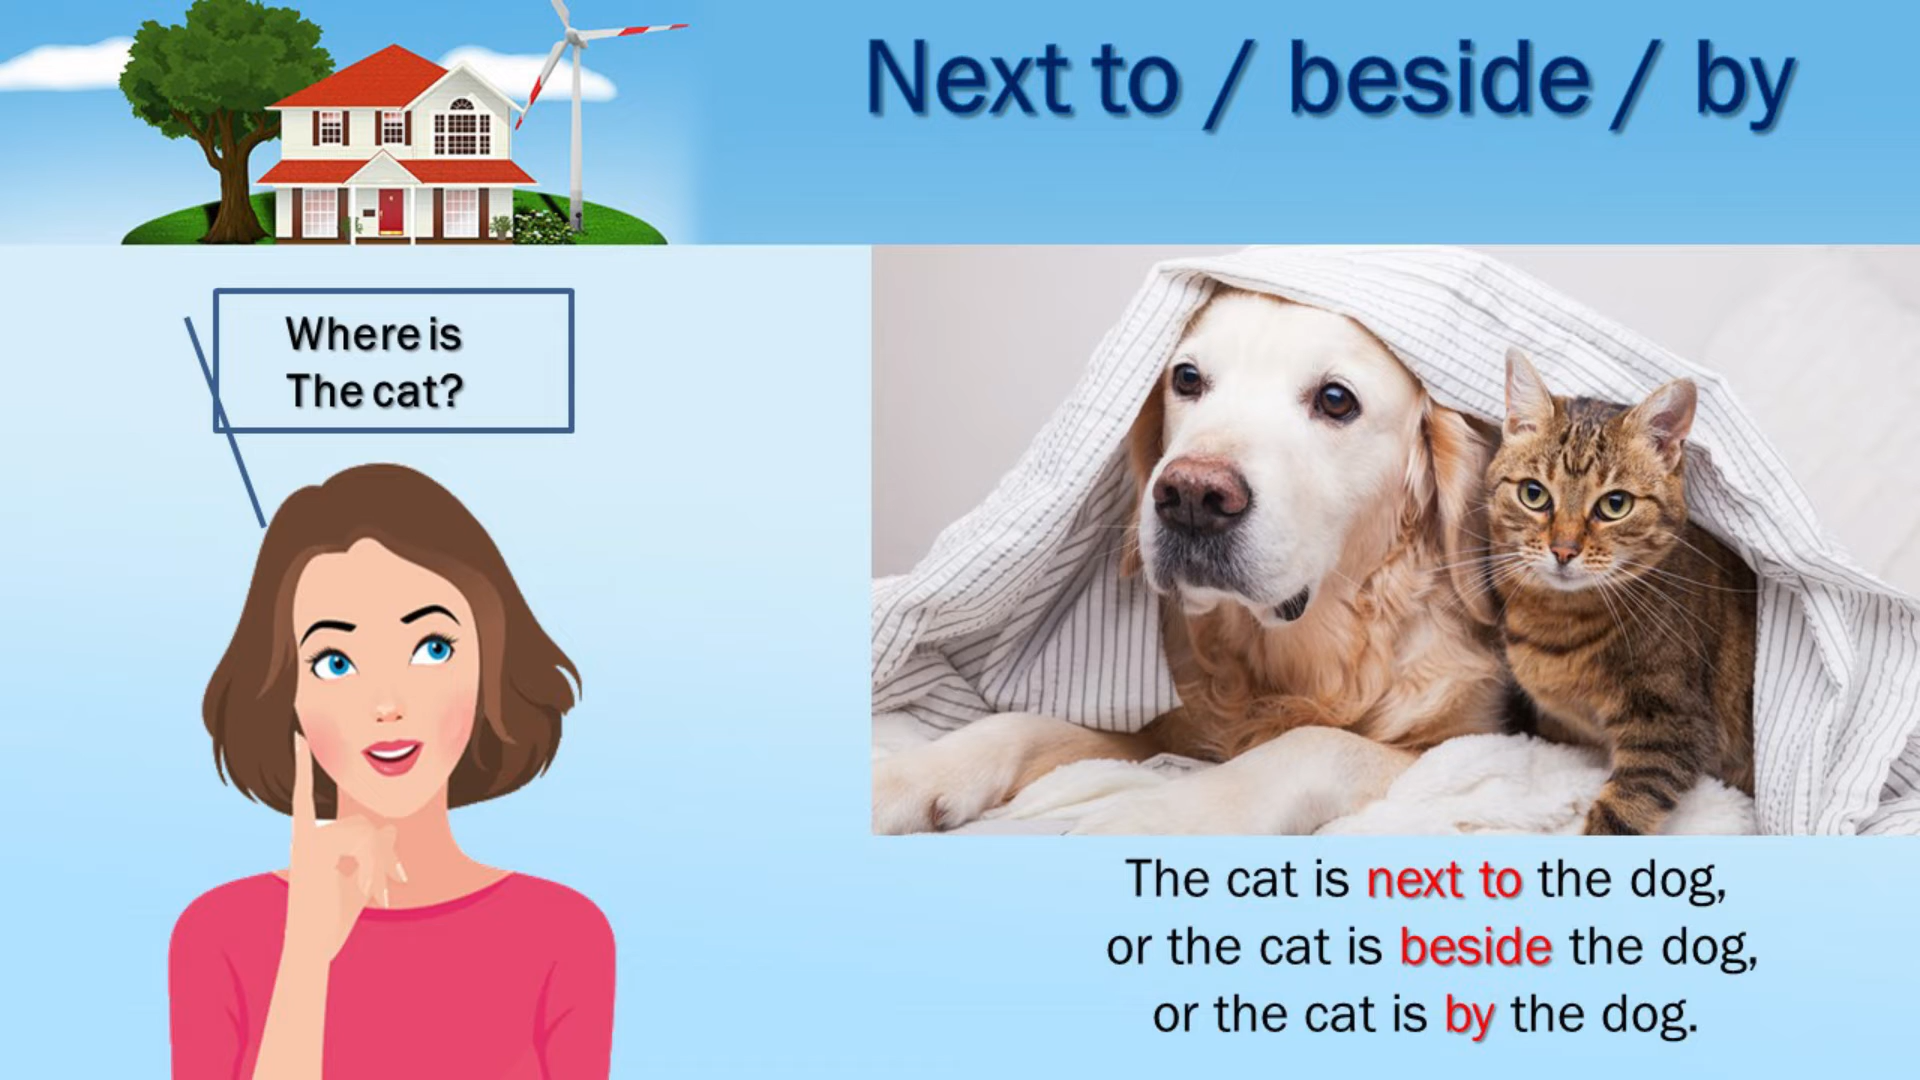 Next to / beside / by
Where is
The cat?
The cat is next to the dog,
or the cat is beside the dog,
or the cat is by the dog.